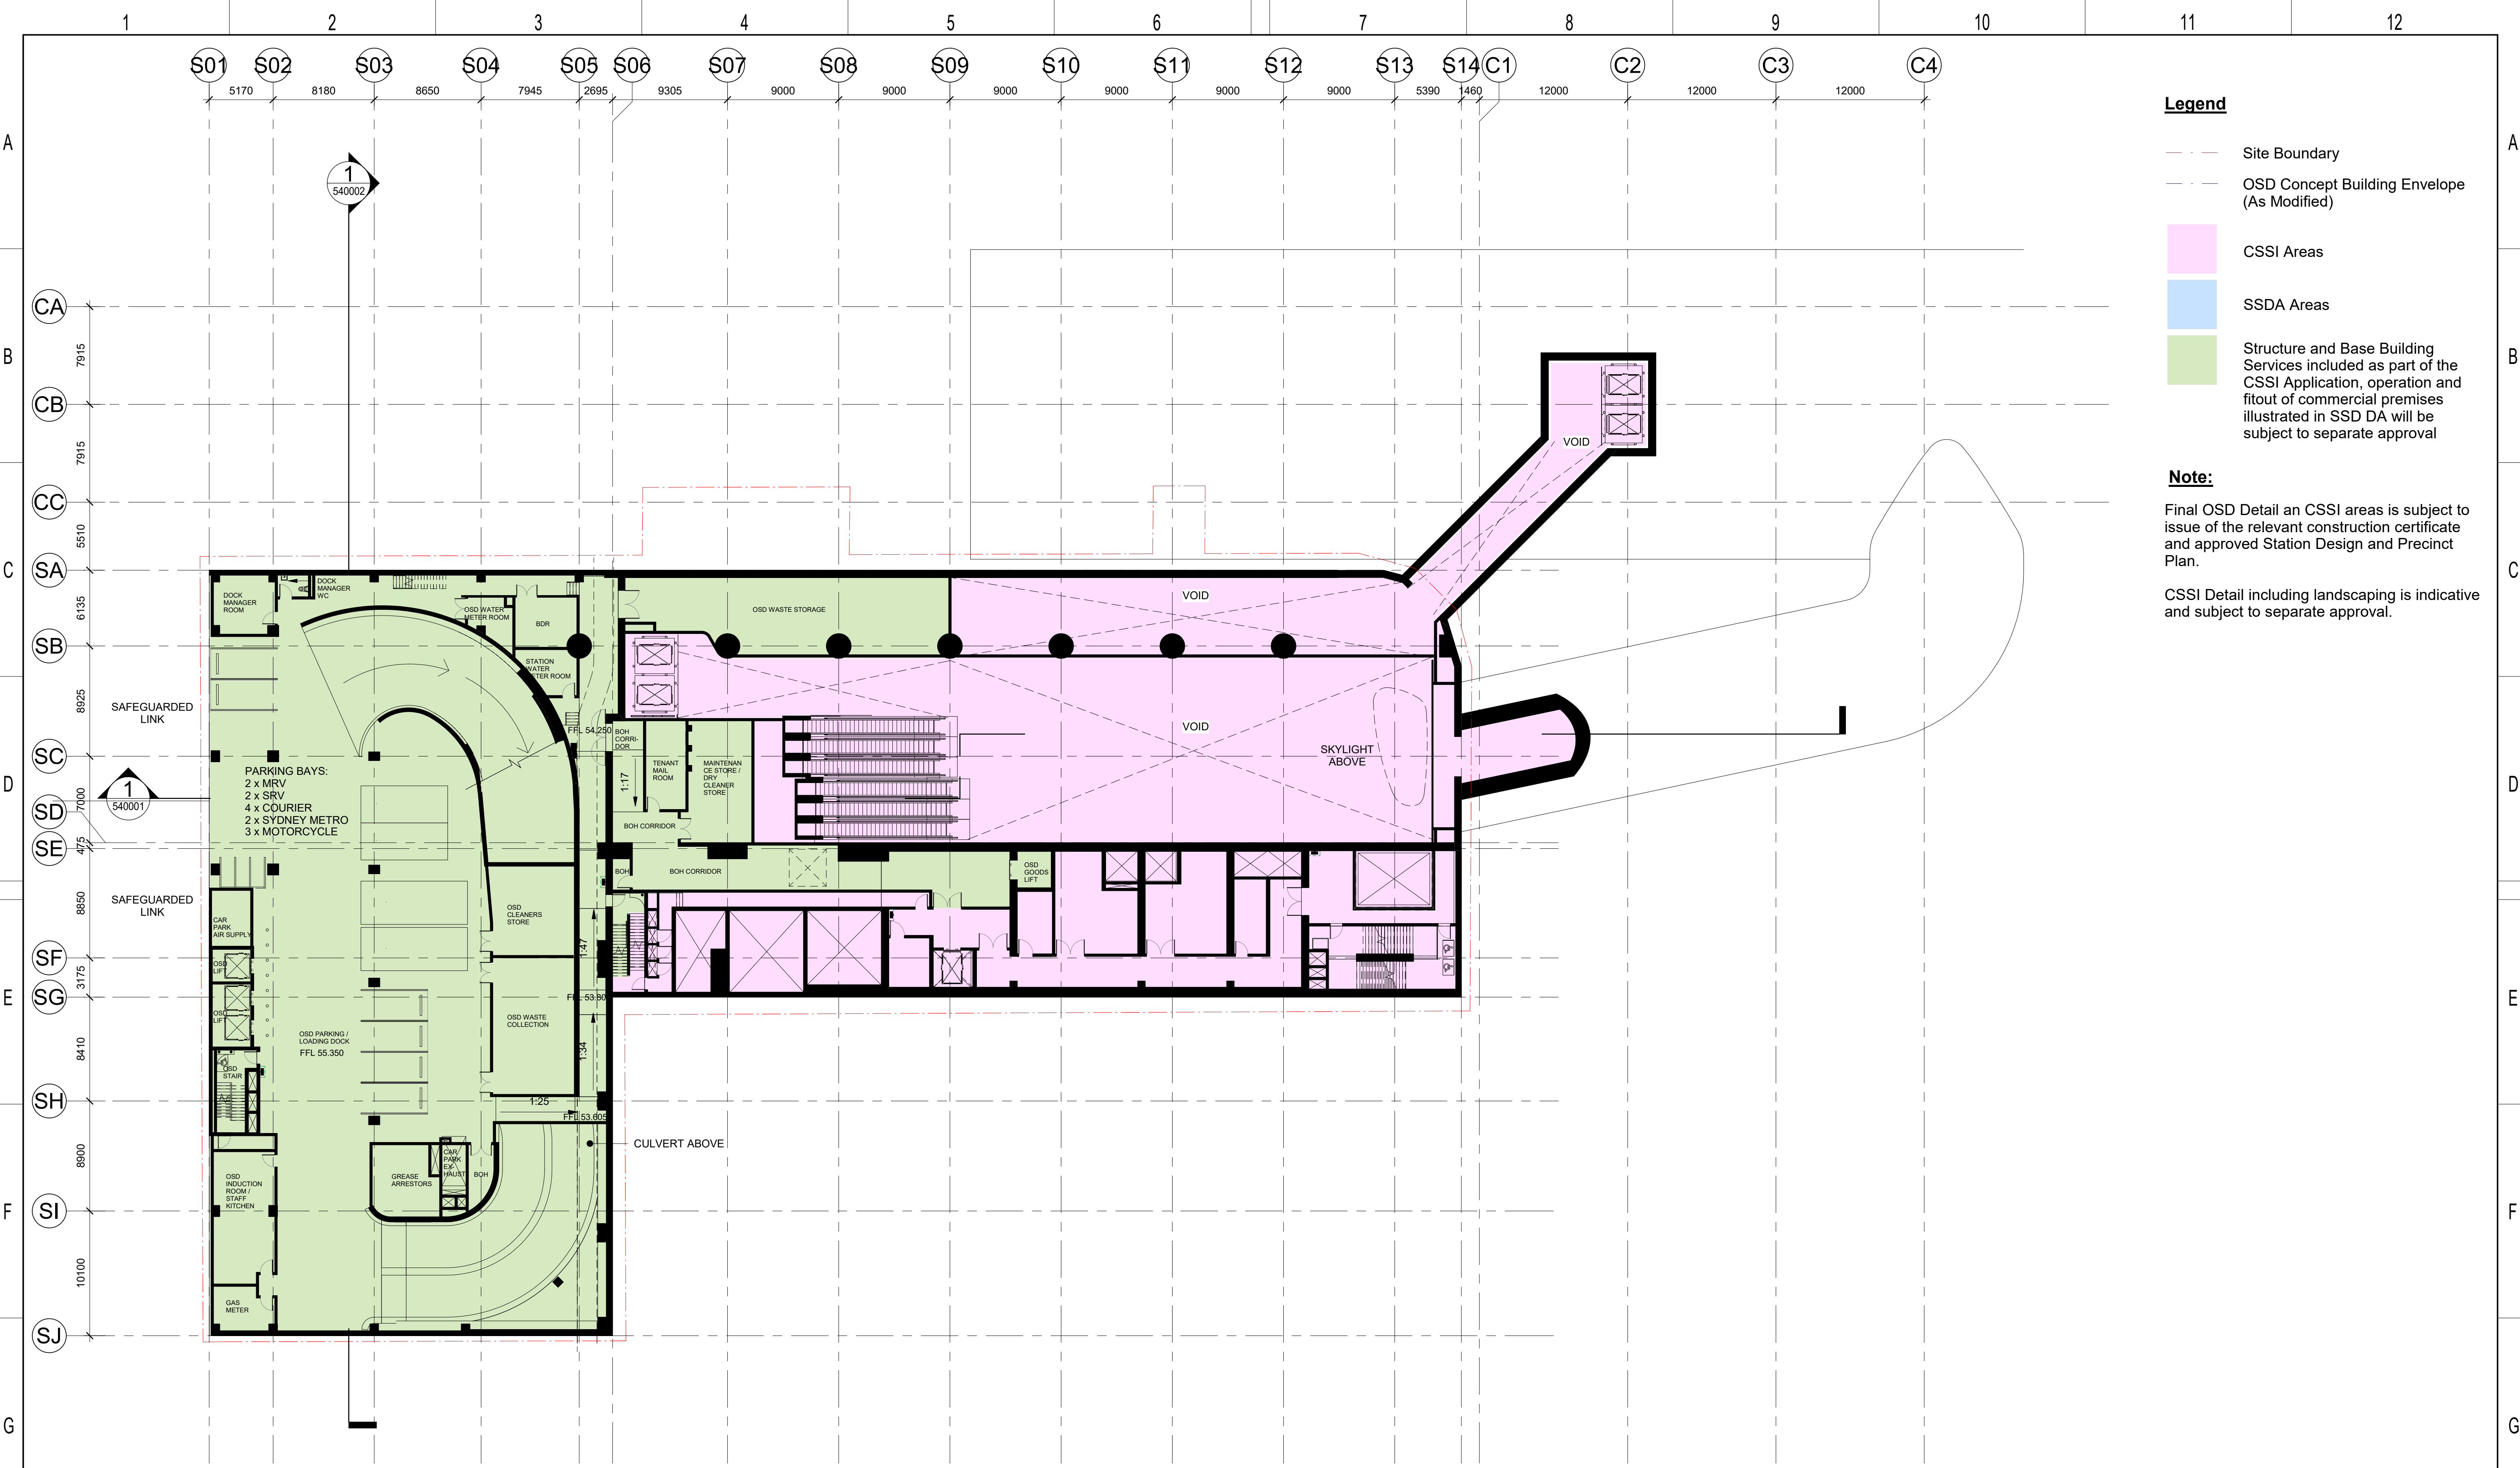 1 2 3 4 5 6 7 8 9 10 11 12
S01 S02 S03 S04 S05 S06 S07 S08 S09 S10 S11 S12 S13 S14 C1 C2 C3 C4
5170 8180 8650 7945 2695 9305 9000 9000 9000 9000 9000 9000 5390 1460 12000 12000 12000
Legend
Site Boundary
OSD Concept Building Envelope
(As Modified)
CSSI Areas
SSDA Areas
Structure and Base Building
Services included as part of the
CSSI Application, operation and
fitout of commercial premises
illustrated in SSD DA will be
subject to separate approval
Note:
Final OSD Detail an CSSI areas is subject to
issue of the relevant construction certificate
and approved Station Design and Precinct
Plan.
CSSI Detail including landscaping is indicative
and subject to separate approval.
A
B
C
D
E
F
G
A
B
C
D
E
F
G
CA
7915
CB
7915
CC
5510
SA
6135
SB
8925
SC
7000
SD
475
SE
8850
SF
3175
SG
8410
SH
8900
SI
10100
SJ
1
540002
1
540001
SAFEGUARDED
LINK
SAFEGUARDED
LINK
DOCK
MANAGER
ROOM
DOCK
MANAGER
WC
OSD WATER
METER ROOM
BDR
STATION
WATER
METER ROOM
OSD WASTE STORAGE
VOID
VOID
VOID
SKYLIGHT
ABOVE
FFL 54.250
BOH
CORRI-
DOR
1:17
TENANT
MAIL
ROOM
MAINTENAN
CE STORE /
DRY
CLEANER
STORE
BOH CORRIDOR
PARKING BAYS:
2 x MRV
2 x SRV
4 x COURIER
2 x SYDNEY METRO
3 x MOTORCYCLE
BOH
BOH CORRIDOR
OSD
GOODS
LIFT
CAR
PARK
AIR SUPPLY
OSD
LIFT
OSD
LIFT
OSD
CLEANERS
STORE
1:47
OSD WASTE
COLLECTION
1:34
OSD PARKING /
LOADING DOCK
FFL 55.350
OSD
STAIR
1:25
FFL 53.605
CULVERT ABOVE
CAR
PARK
EX-
HAUST
BOH
GREASE
ARRESTORS
OSD
INDUCTION
ROOM /
STAFF
KITCHEN
GAS
METER